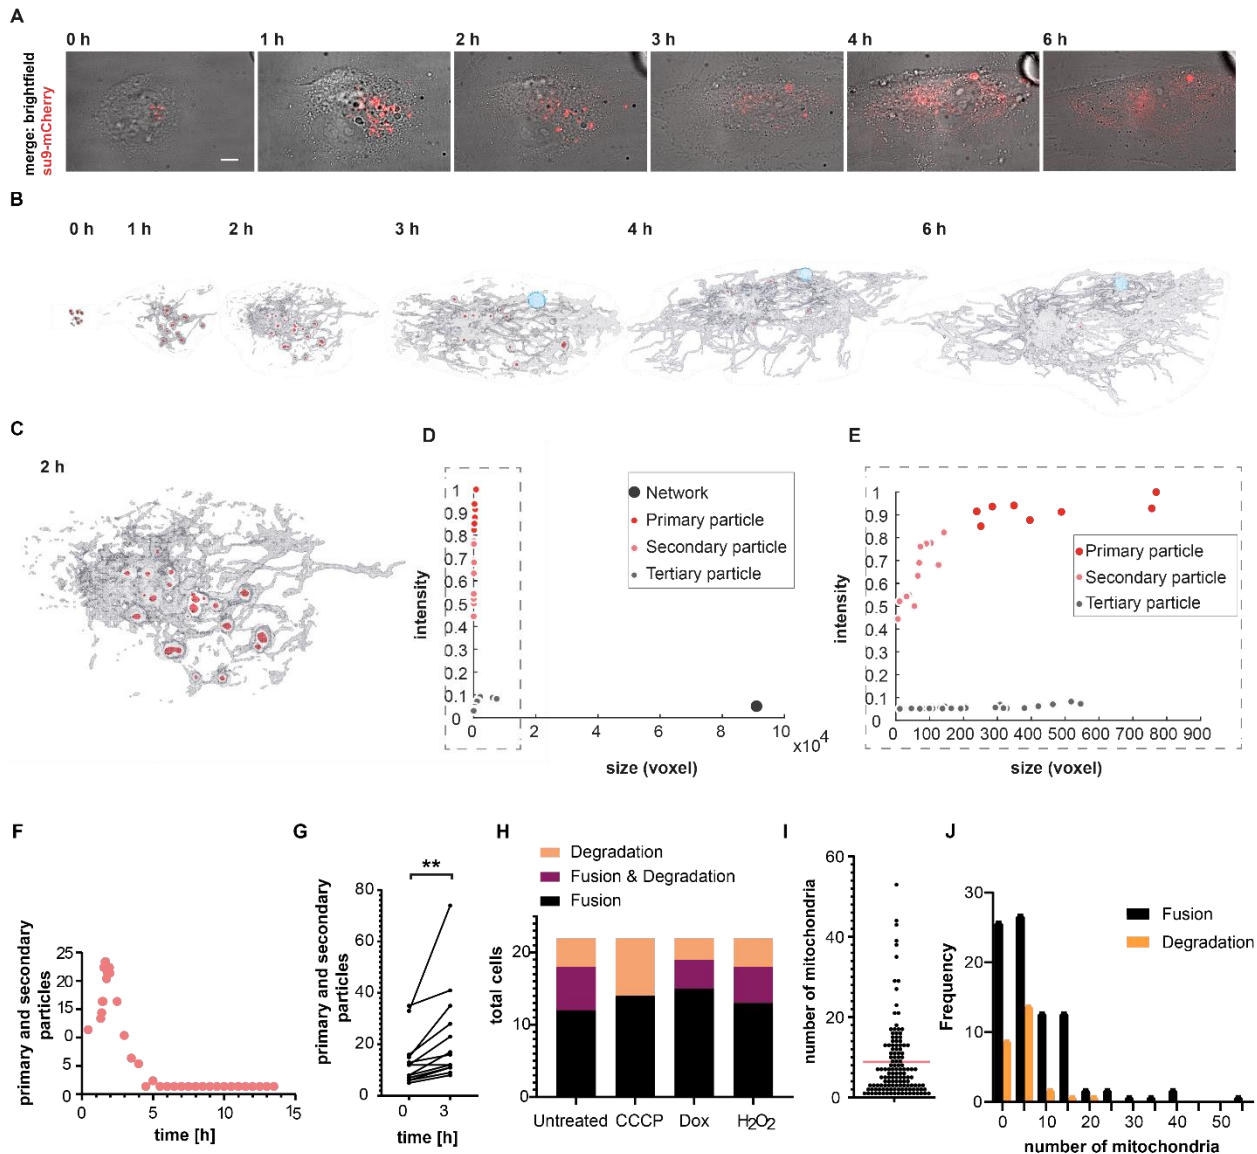 A
0 h
1 h
2 h
3 h
4 h
6 h
merge: brightfield
su9-mCherry
B
0 h
1 h
2 h
3 h
4 h
6 h
C
2 h
D
intensity
1
0.9
0.8
0.7
0.6
0.5
0.4
0.3
0.2
0.1
0
2
4
6
8
10
x10⁴
size (voxel)
Network
Primary particle
Secondary particle
Tertiary particle
E
intensity
1
0.9
0.8
0.7
0.6
0.5
0.4
0.3
0.2
0.1
0
0
100
200
300
400
500
600
700
800
900
size (voxel)
Primary particle
Secondary particle
Tertiary particle
F
primary and secondary
particles
25
20
15
0
5
0
0
5
10
15
time [h]
G
primary and secondary
particles
**
80
60
40
20
0
0
3
time [h]
H
Degradation
Fusion & Degradation
Fusion
total cells
20
10
0
Untreated
CCCP
Dox
H₂O₂
I
number of mitochondria
60
40
20
0
J
Frequency
30
20
10
0
Fusion
Degradation
0
10
20
30
40
50
number of mitochondria